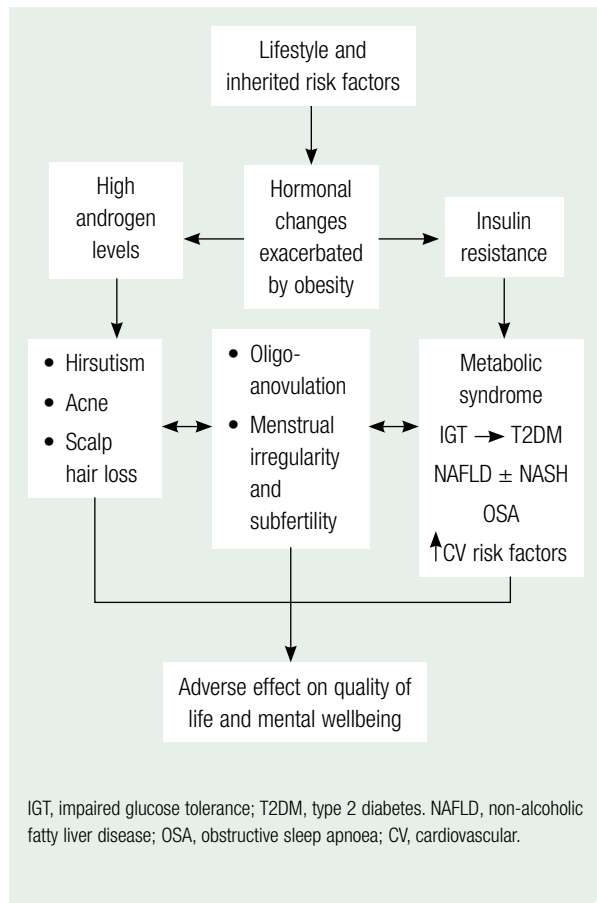 Lifestyle and
inherited risk factors
High
androgen
levels
Hormonal
changes
exacerbated
by obesity
Insulin
resistance
• Hirsutism
• Acne
• Scalp
hair loss
• Oligo-
anovulation
• Menstrual
irregularity
and
subfertility
Metabolic
syndrome
IGT → T2DM
NAFLD ± NASH
OSA
↑CV risk factors
Adverse effect on quality of
life and mental wellbeing
IGT, impaired glucose tolerance; T2DM, type 2 diabetes. NAFLD, non-alcoholic
fatty liver disease; OSA, obstructive sleep apnoea; CV, cardiovascular.